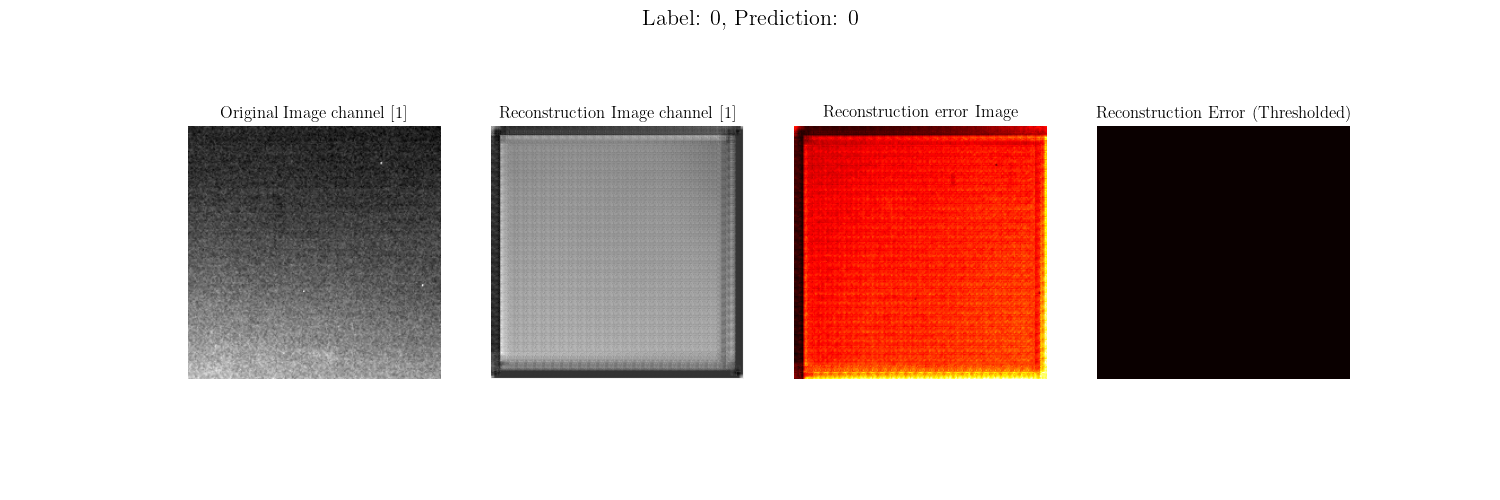 Label: 0, Prediction: 0
Original Image channel [1]
Reconstruction Image channel [1]
Reconstruction error Image
Reconstruction Error (Thresholded)